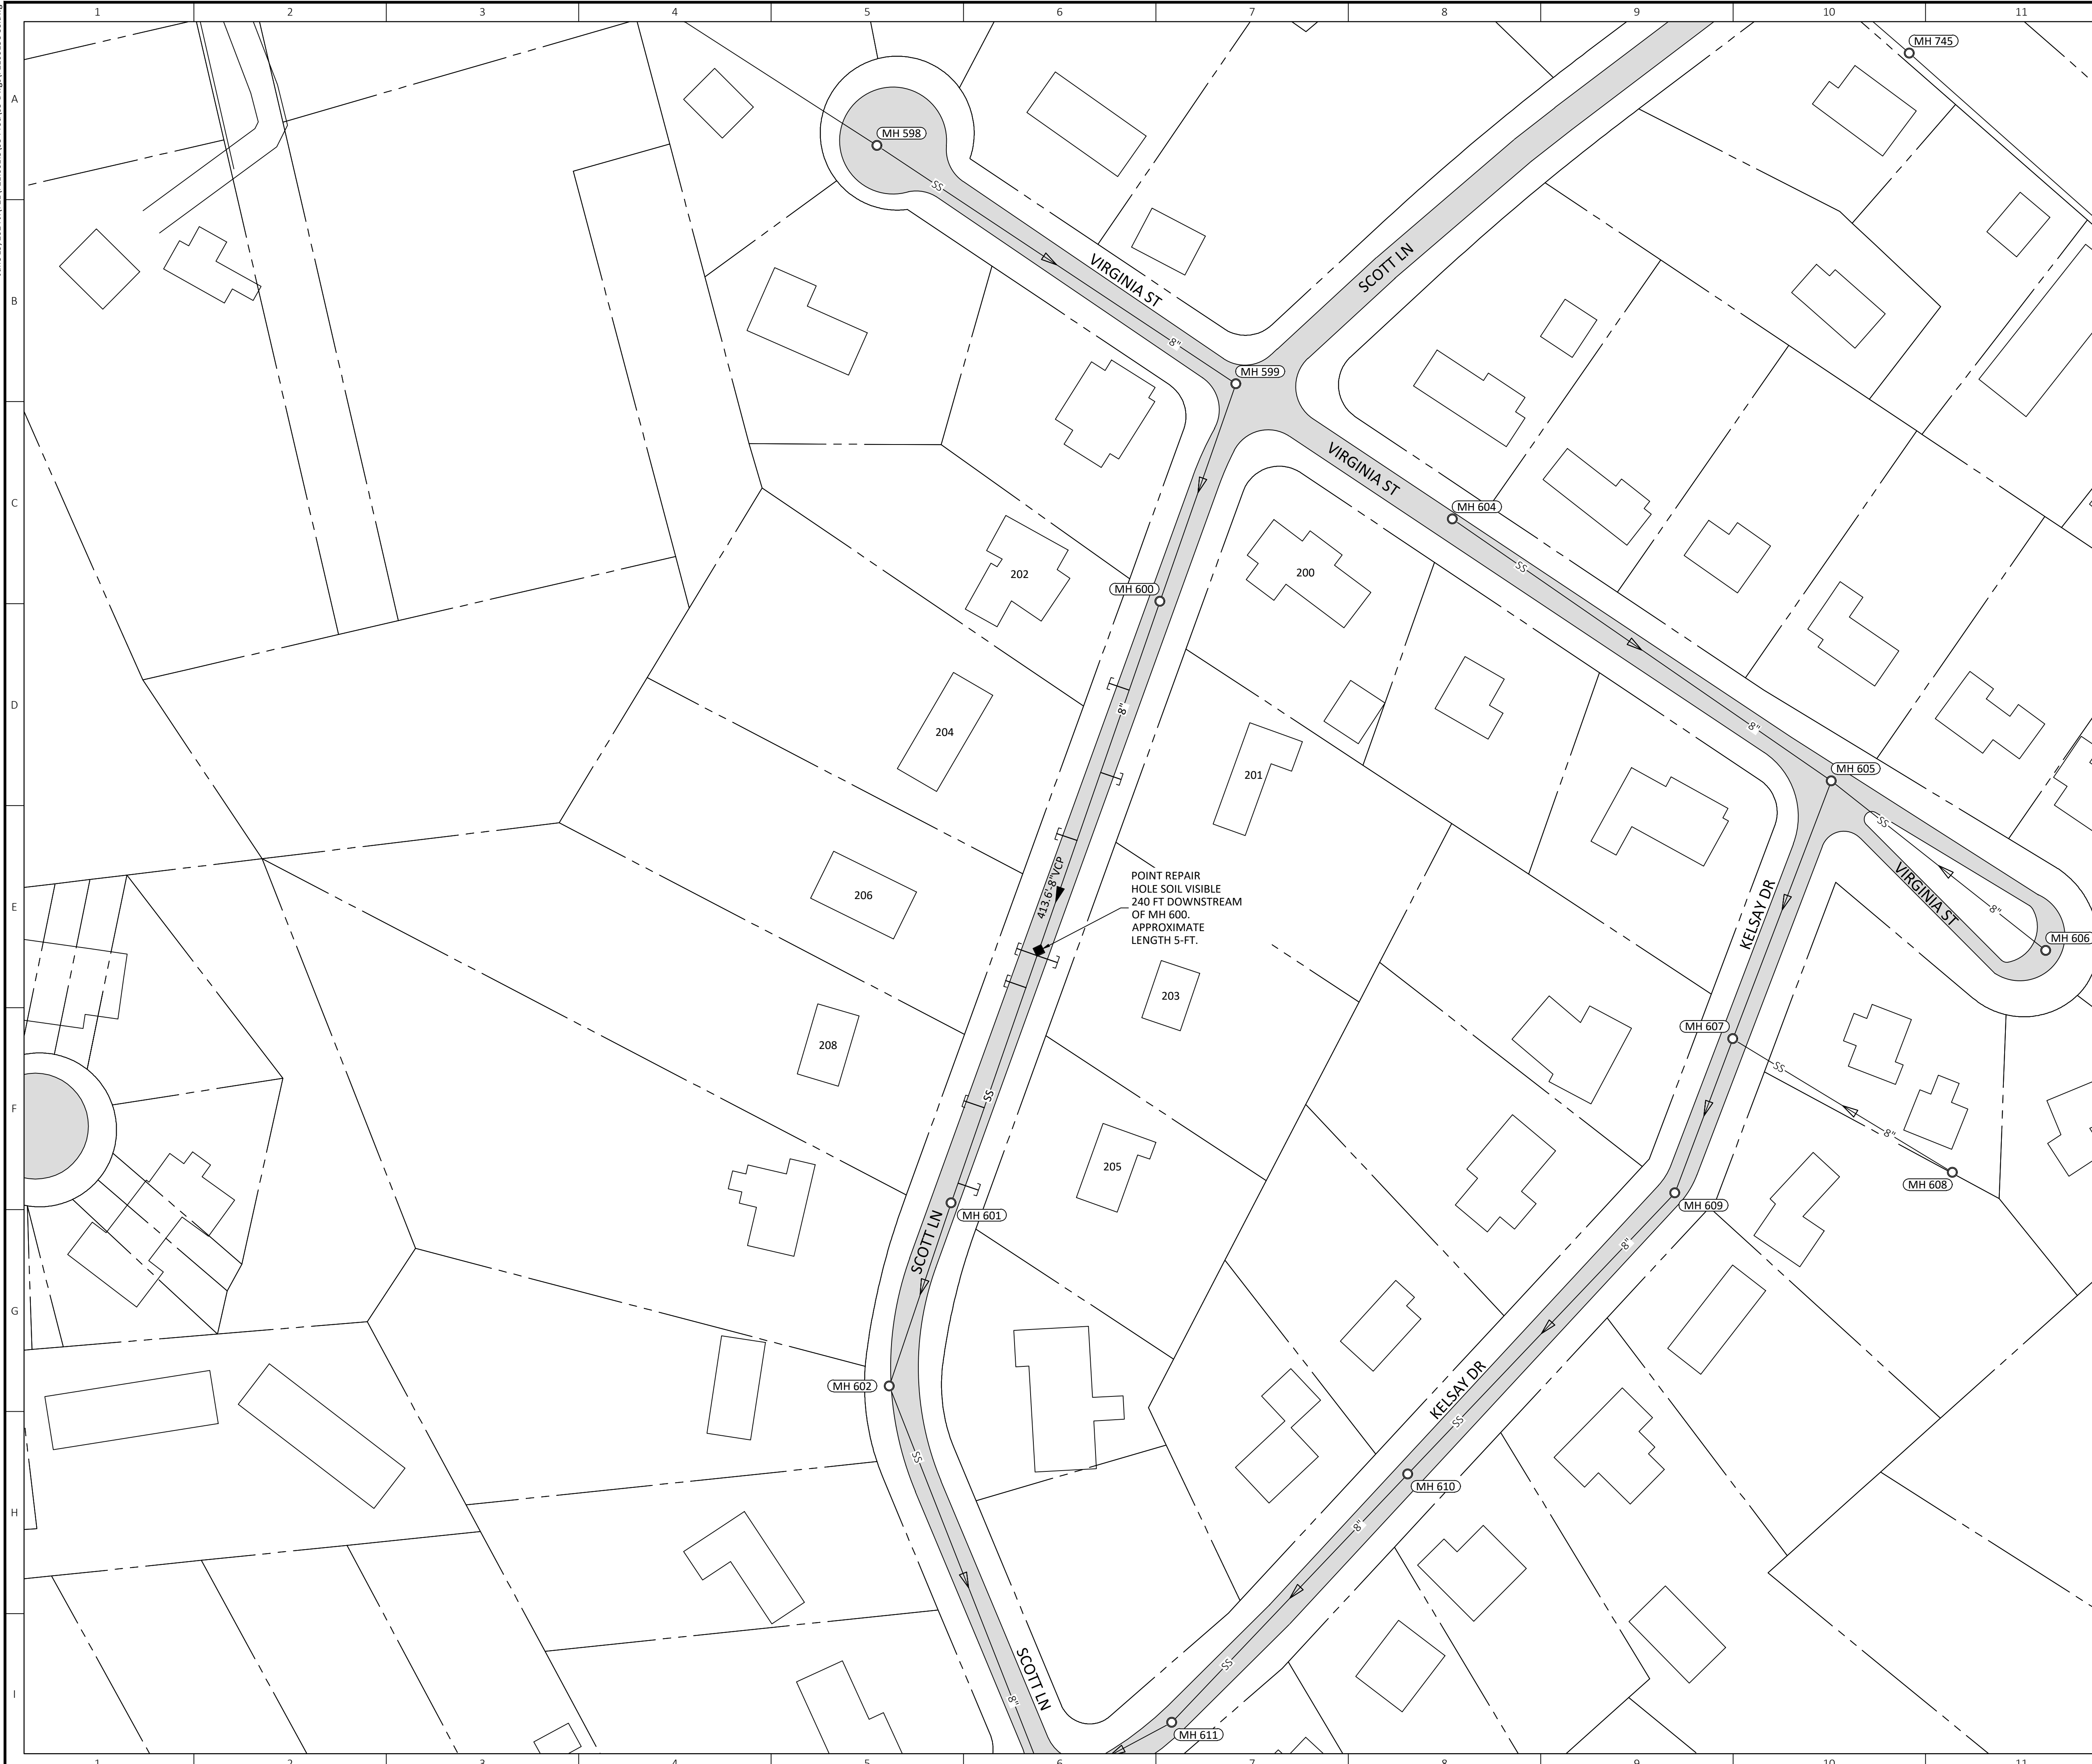 1 2 3 4 5 6 7 8 9 10 11
A
B
C
D
E
F
G
H
I
MH 745
MH 598
SS
VIRGINIA ST
SCOTT LN
8"
MH 599
VIRGINIA ST
MH 604
SS
202
200
MH 600
8"
204
8"
201
MH 605
SS
413.6'-8"VCP
POINT REPAIR
HOLE SOIL VISIBLE
240 FT DOWNSTREAM
OF MH 600.
APPROXIMATE
LENGTH 5-FT.
206
KELSAY DR
VIRGINIA ST
8"
MH 606
203
208
MH 607
SS
SS
8"
205
MH 608
MH 601
MH 609
SCOTT LN
8"
MH 602
KELSAY DR
SS
SS
MH 610
8"
SCOTT LN
SS
8"
MH 611
1 2 3 4 5 6 7 8 9 10 11